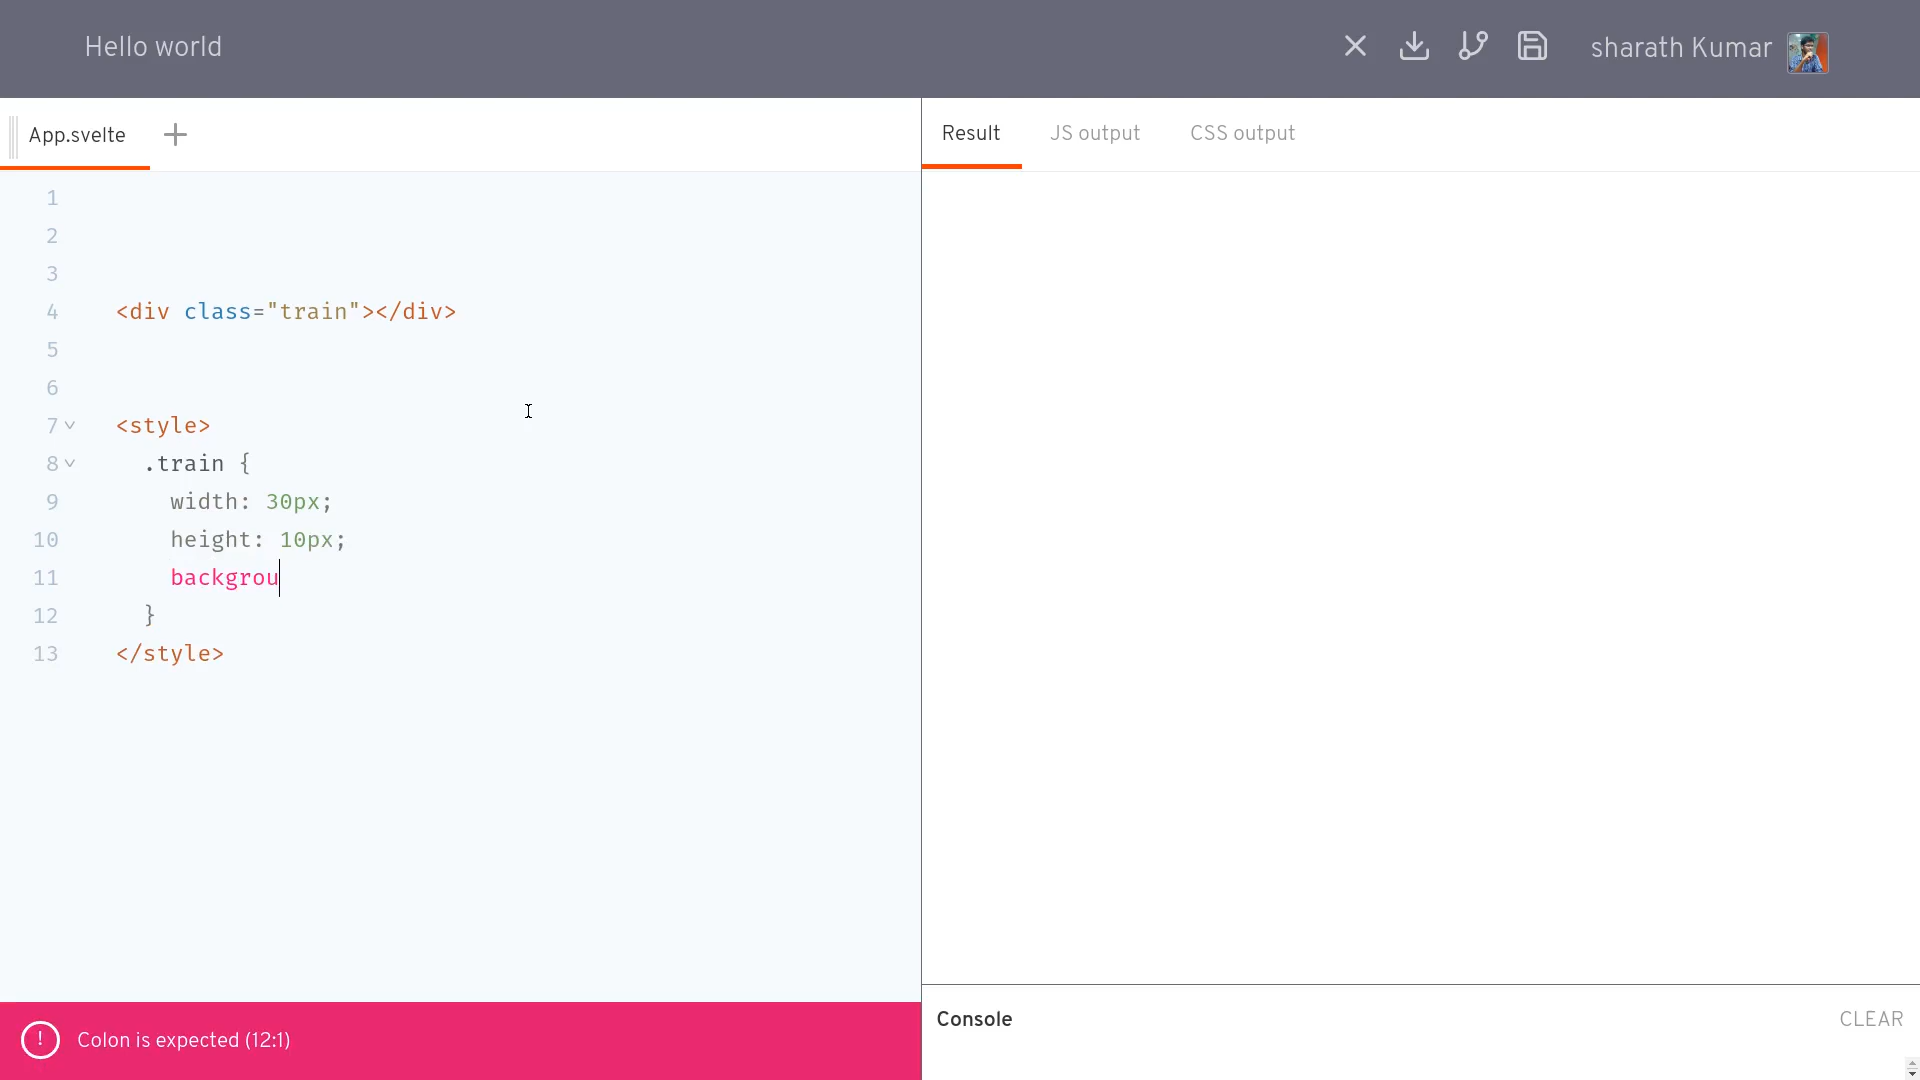 Hello world
sharath Kumar
App.svelte
Result JS output CSS output
1
2
3
4 <div class="train"></div>
5
6
7 <style>
8 .train {
9 width: 30px;
10 height: 10px;
11 backgrou
12 }
13 </style>
! Colon is expected (12:1)
Console CLEAR